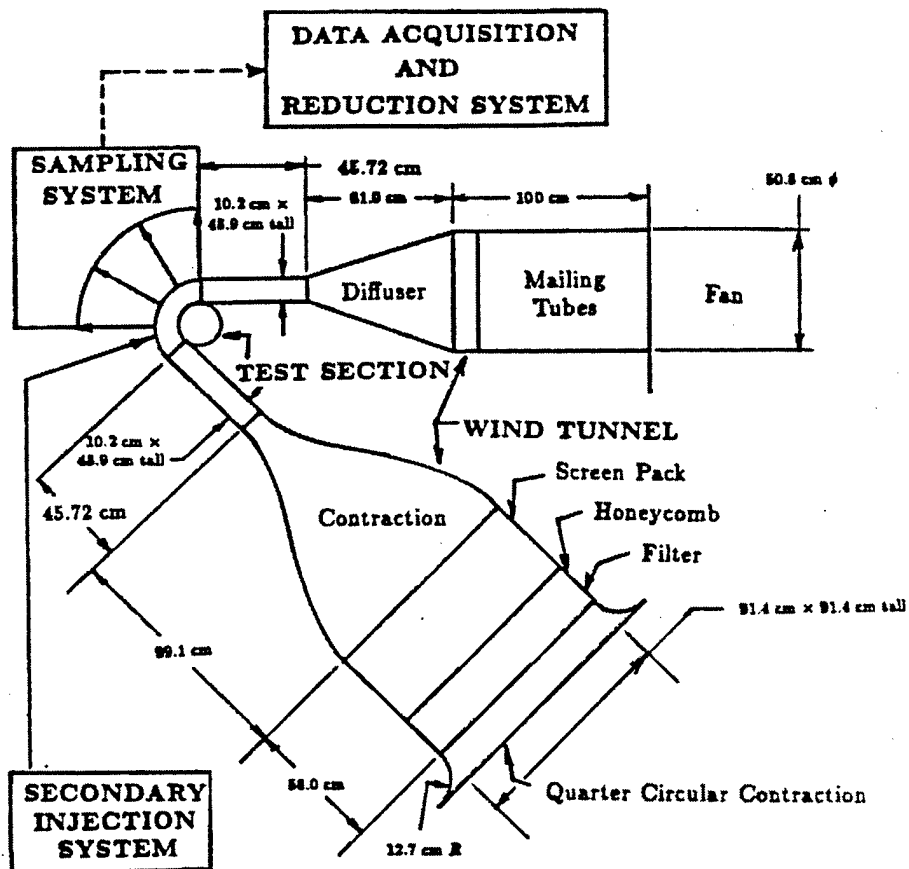 DATA ACQUISITION
AND
REDUCTION SYSTEM
SAMPLING
SYSTEM
45.72 cm
10.2 cm ×
45.9 cm tall
61.9 cm
100 cm
50.8 cm ϕ
Diffuser
Mailing
Tubes
Fan
TEST SECTION
WIND TUNNEL
10.2 cm ×
45.9 cm tall
Screen Pack
Honeycomb
45.72 cm
Contraction
Filter
91.4 cm × 91.4 cm tall
99.1 cm
58.0 cm
Quarter Circular Contraction
SECONDARY
INJECTION
SYSTEM
12.7 cm R